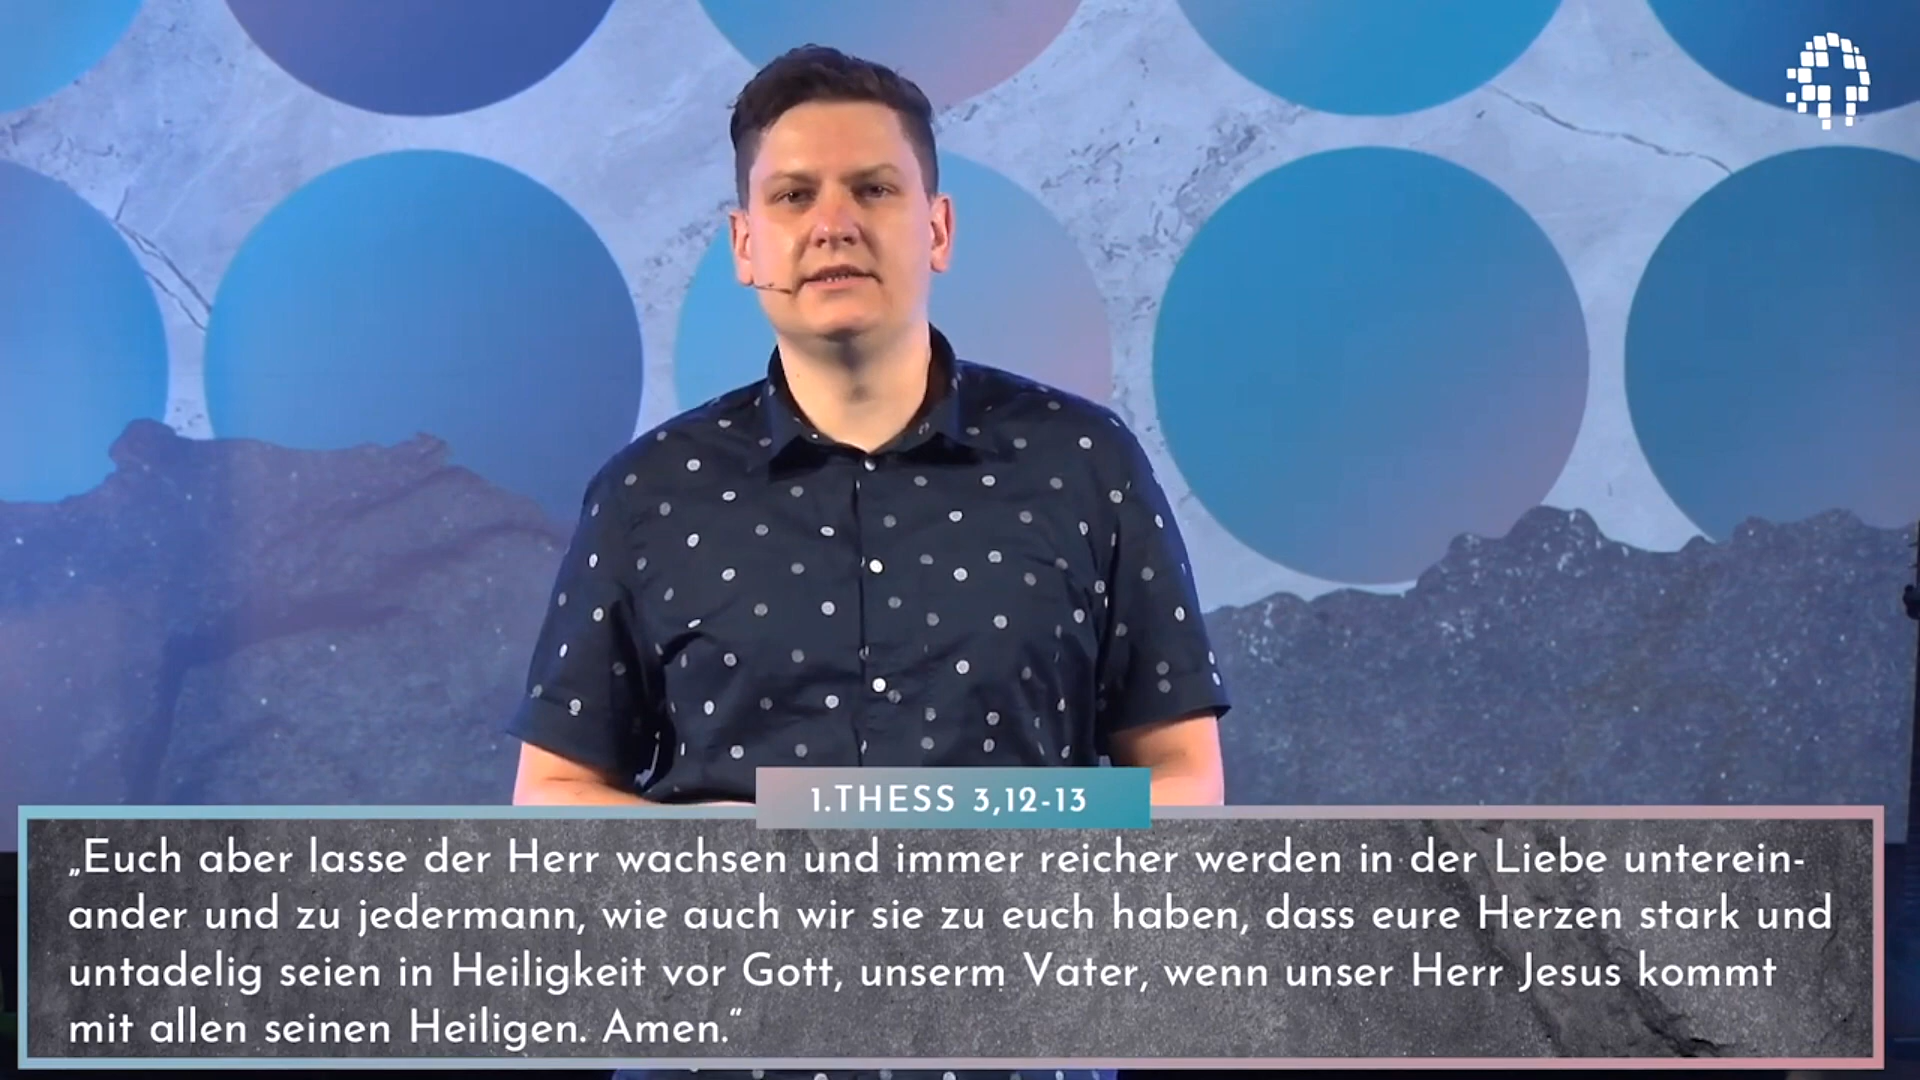 1.THESS 3,12-13
„Euch aber lasse der Herr wachsen und immer reicher werden in der Liebe unterein-
ander und zu jedermann, wie auch wir sie zu euch haben, dass eure Herzen stark und
untadelig seien in Heiligkeit vor Gott, unserm Vater, wenn unser Herr Jesus kommt
mit allen seinen Heiligen. Amen.“